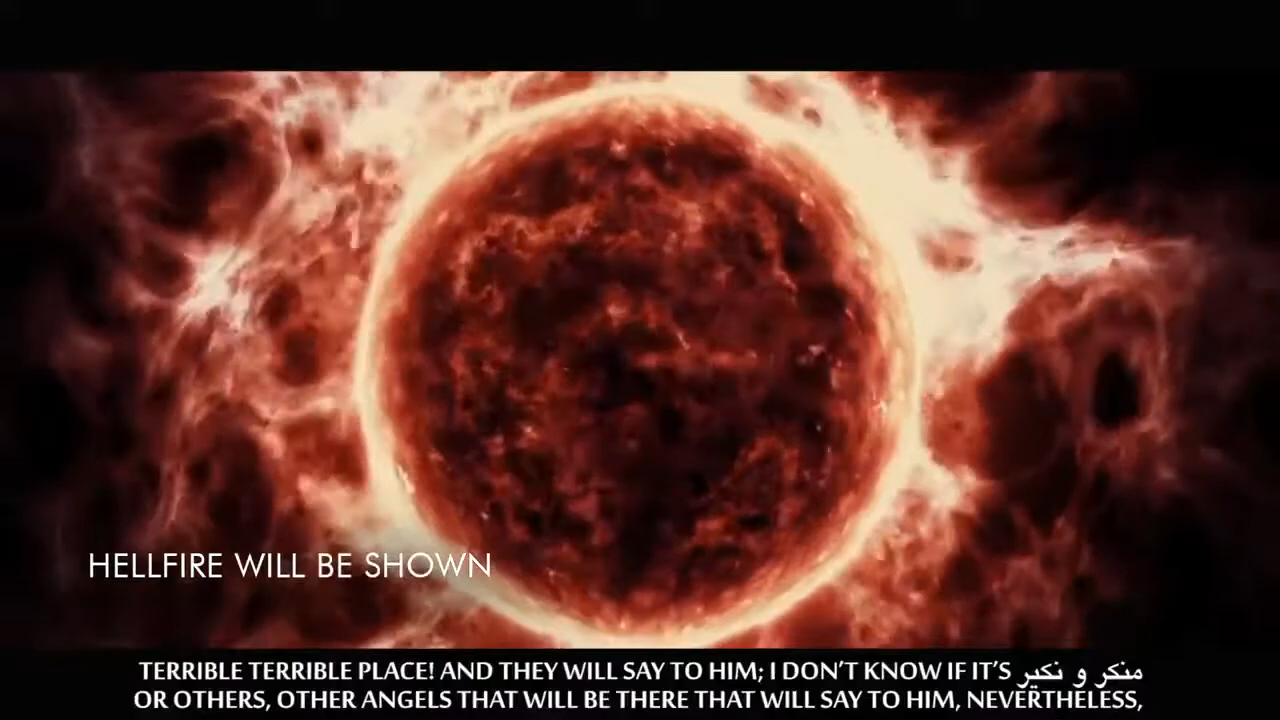 HELLFIRE WILL BE SHOWN
TERRIBLE TERRIBLE PLACE! AND THEY WILL SAY TO HIM; I DON'T KNOW IF IT'S منكر و نكير
OR OTHERS, OTHER ANGELS THAT WILL BE THERE THAT WILL SAY TO HIM, NEVERTHELESS,